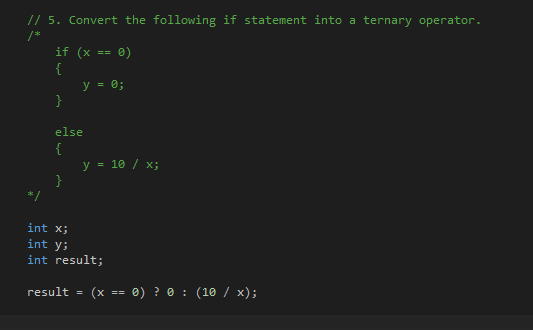 // 5. Convert the following if statement into a ternary operator.
/*
if (x == 0)
{
y = 0;
}
else
{
y = 10 / x;
}
*/
int x;
int y;
int result;
result = (x == 0) ? 0 : (10 / x);